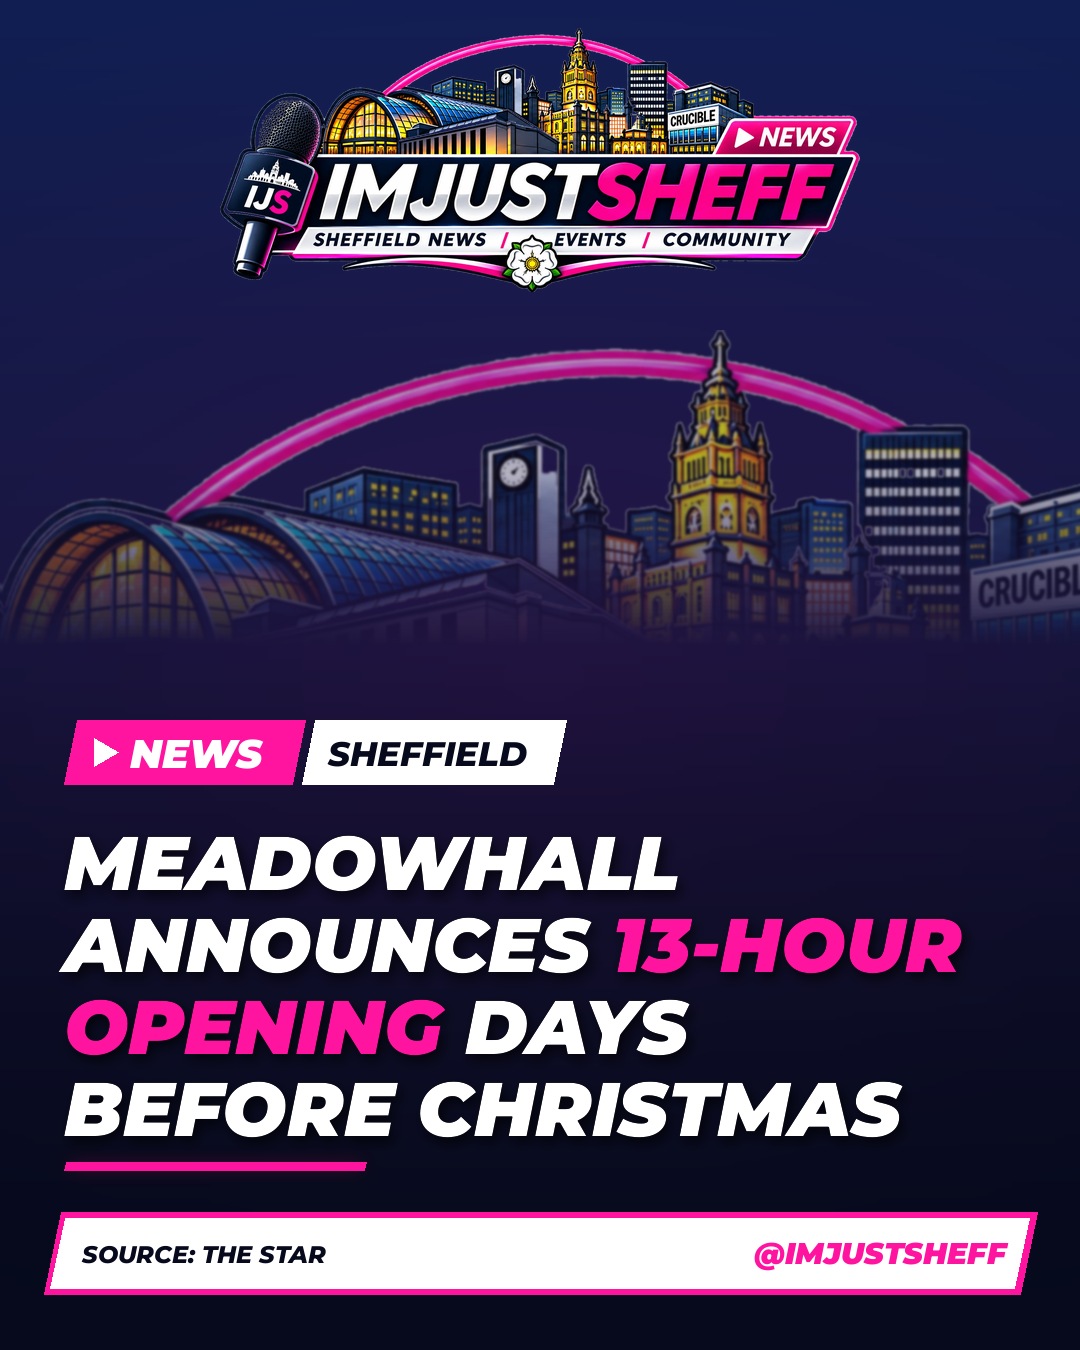 CRUCIBLE
NEWS
IJS
IMJUSTSHEFF
SHEFFIELD NEWS / EVENTS / COMMUNITY
CRUCIBL
NEWS
SHEFFIELD
MEADOWHALL
ANNOUNCES 13-HOUR
OPENING DAYS
BEFORE CHRISTMAS
SOURCE: THE STAR
@IMJUSTSHEFF